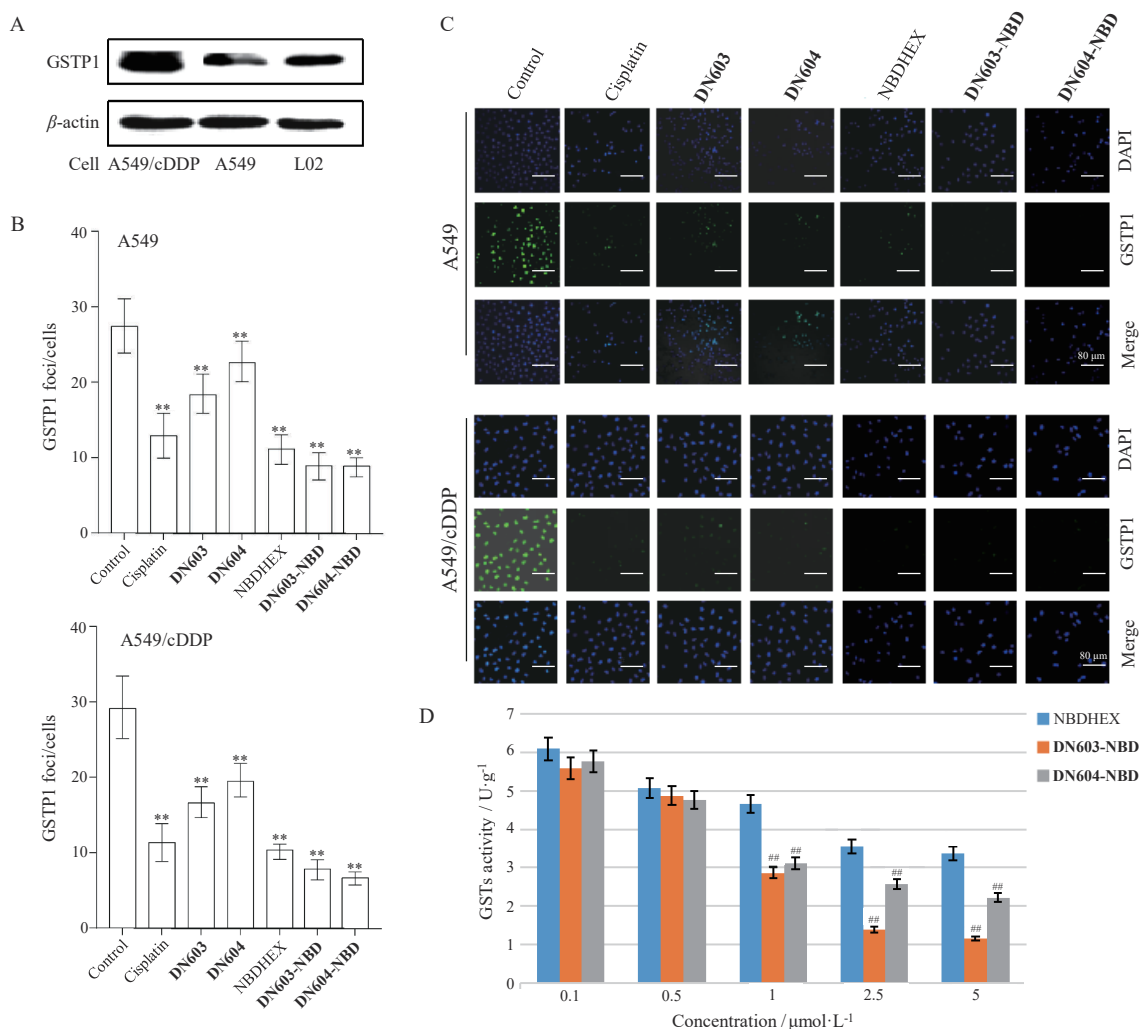 A
GSTP1
β-actin
Cell A549/cDDP A549 L02
B
40
30
20
10
0
A549
GSTP1 foci/cells
** ** ** ** ** **
Control Cisplatin DN603 DN604 NBDHEX DN603-NBD DN604-NBD
40
30
20
10
0
A549/cDDP
GSTP1 foci/cells
** ** ** ** ** **
Control Cisplatin DN603 DN604 NBDHEX DN603-NBD DN604-NBD
C
Control Cisplatin DN603 DN604 NBDHEX DN603-NBD DN604-NBD
A549
DAPI
GSTP1
Merge
80 μm
A549/cDDP
DAPI
GSTP1
Merge
80 μm
D
7
6
5
4
3
2
1
0
GSTs activity / U·g-1
NBDHEX
DN603-NBD
DN604-NBD
## ## ## ## ## ##
0.1 0.5 1 2.5 5
Concentration / μmol·L-1